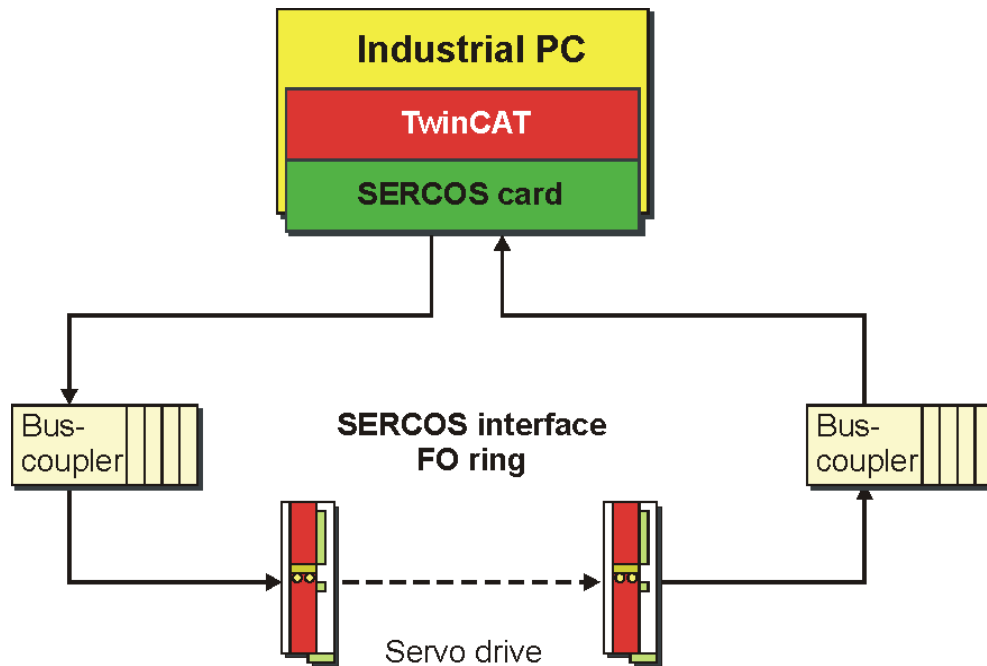 Industrial PC
TwinCAT
SERCOS card
Bus-
coupler
SERCOS interface
FO ring
Bus-
coupler
Servo drive